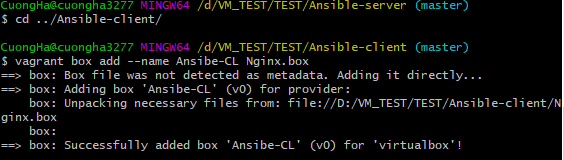 CuongHa@cuongha3277 MINGW64 /d/VM_TEST/TEST/Ansible-server (master)
$ cd ../Ansible-client/
CuongHa@cuongha3277 MINGW64 /d/VM_TEST/TEST/Ansible-client (master)
$ vagrant box add --name Ansibe-CL Nginx.box
==> box: Box file was not detected as metadata. Adding it directly...
==> box: Adding box 'Ansibe-CL' (v0) for provider:
box: Unpacking necessary files from: file://D:/VM_TEST/TEST/Ansible-client/N
ginx.box
box:
==> box: Successfully added box 'Ansibe-CL' (v0) for 'virtualbox'!